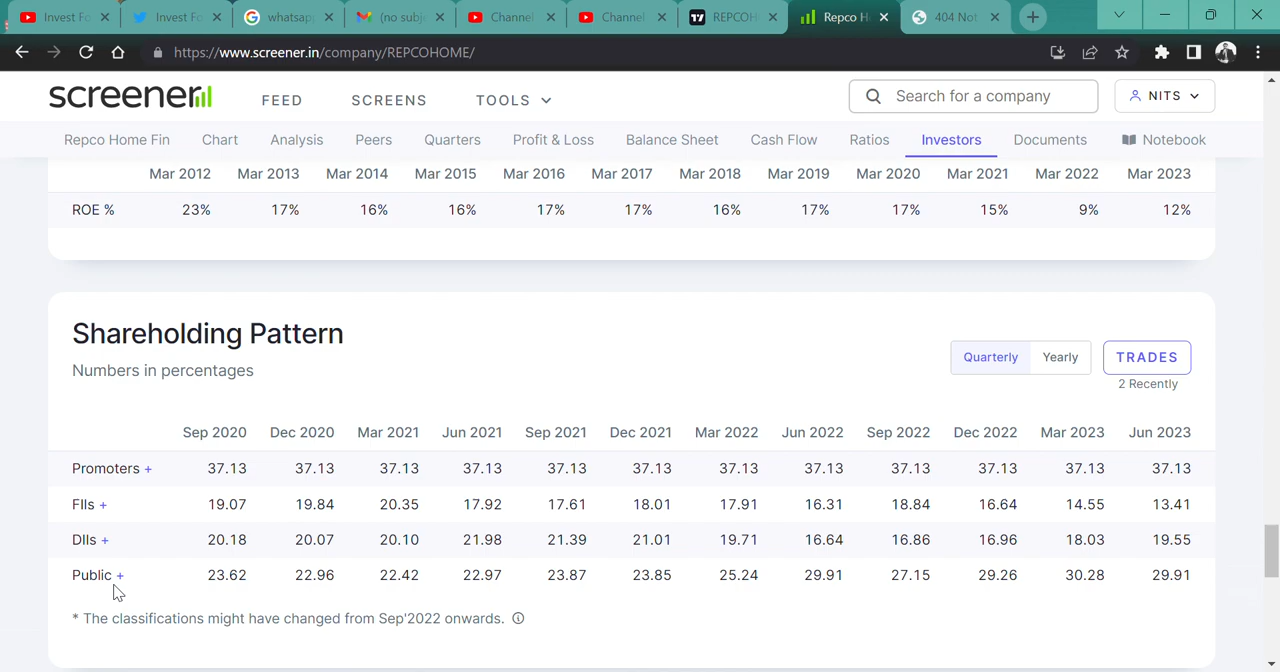 Invest Fo Invest Fo whatsap (no subj Channel Channel REPCOH Repco H 404 Not
https://www.screener.in/company/REPCOHOME/
screener FEED SCREENS TOOLS Search for a company NITS
Repco Home Fin Chart Analysis Peers Quarters Profit & Loss Balance Sheet Cash Flow Ratios Investors Documents Notebook
Mar 2012 Mar 2013 Mar 2014 Mar 2015 Mar 2016 Mar 2017 Mar 2018 Mar 2019 Mar 2020 Mar 2021 Mar 2022 Mar 2023
ROE % 23% 17% 16% 16% 17% 17% 16% 17% 17% 15% 9% 12%
Shareholding Pattern
Numbers in percentages
Quarterly Yearly TRADES
2 Recently
Sep 2020 Dec 2020 Mar 2021 Jun 2021 Sep 2021 Dec 2021 Mar 2022 Jun 2022 Sep 2022 Dec 2022 Mar 2023 Jun 2023
Promoters + 37.13 37.13 37.13 37.13 37.13 37.13 37.13 37.13 37.13 37.13 37.13 37.13
FIIs + 19.07 19.84 20.35 17.92 17.61 18.01 17.91 16.31 18.84 16.64 14.55 13.41
DIIs + 20.18 20.07 20.10 21.98 21.39 21.01 19.71 16.64 16.86 16.96 18.03 19.55
Public + 23.62 22.96 22.42 22.97 23.87 23.85 25.24 29.91 27.15 29.26 30.28 29.91
* The classifications might have changed from Sep'2022 onwards.